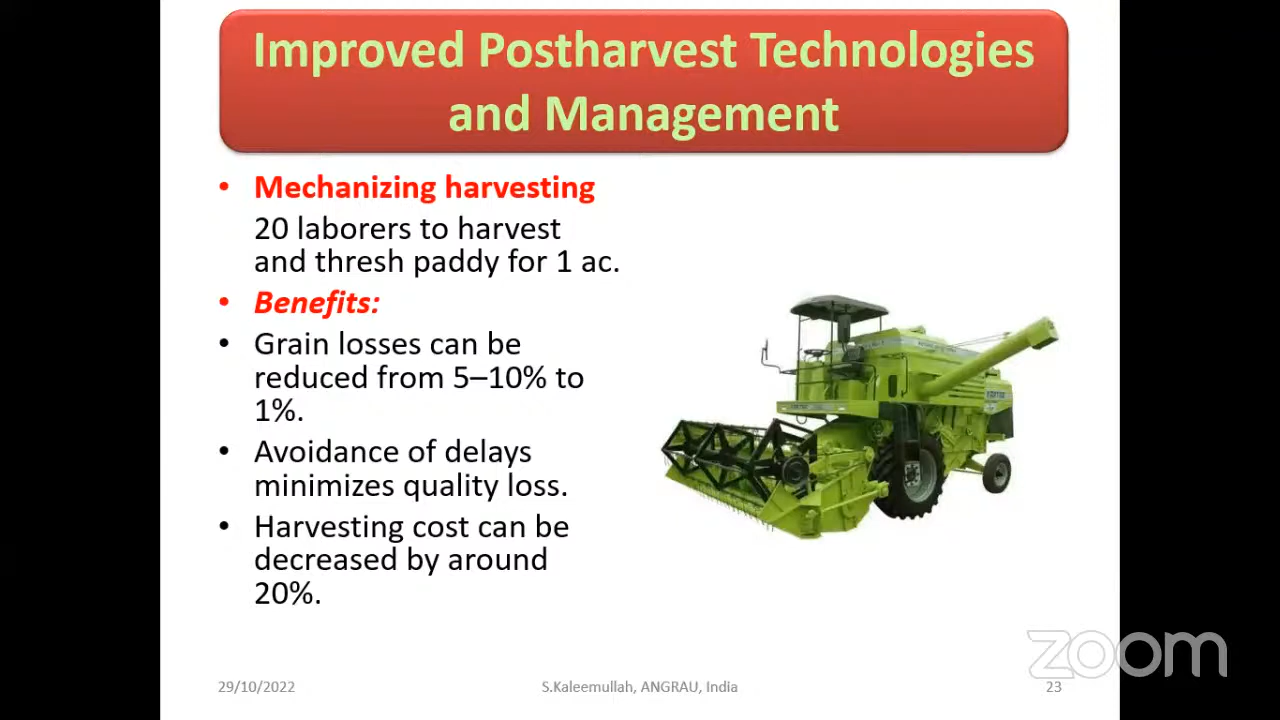 Improved Postharvest Technologies
and Management
• Mechanizing harvesting
20 laborers to harvest
and thresh paddy for 1 ac.
• Benefits:
• Grain losses can be
reduced from 5–10% to
1%.
• Avoidance of delays
minimizes quality loss.
• Harvesting cost can be
decreased by around
20%.
zoom
29/10/2022
S.Kaleemullah, ANGRAU, India
23